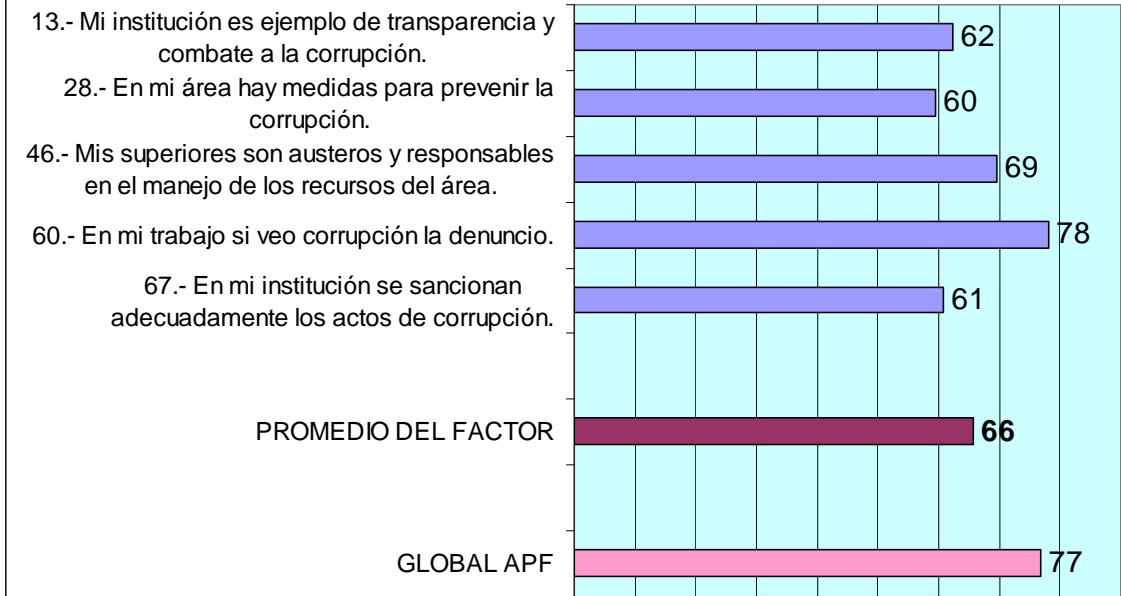 13.- Mi institución es ejemplo de transparencia y
combate a la corrupción.
62
28.- En mi área hay medidas para prevenir la
corrupción.
60
46.- Mis superiores son austeros y responsables
en el manejo de los recursos del área.
69
60.- En mi trabajo si veo corrupción la denuncio.
78
67.- En mi institución se sancionan
adecuadamente los actos de corrupción.
61
PROMEDIO DEL FACTOR
66
GLOBAL APF
77